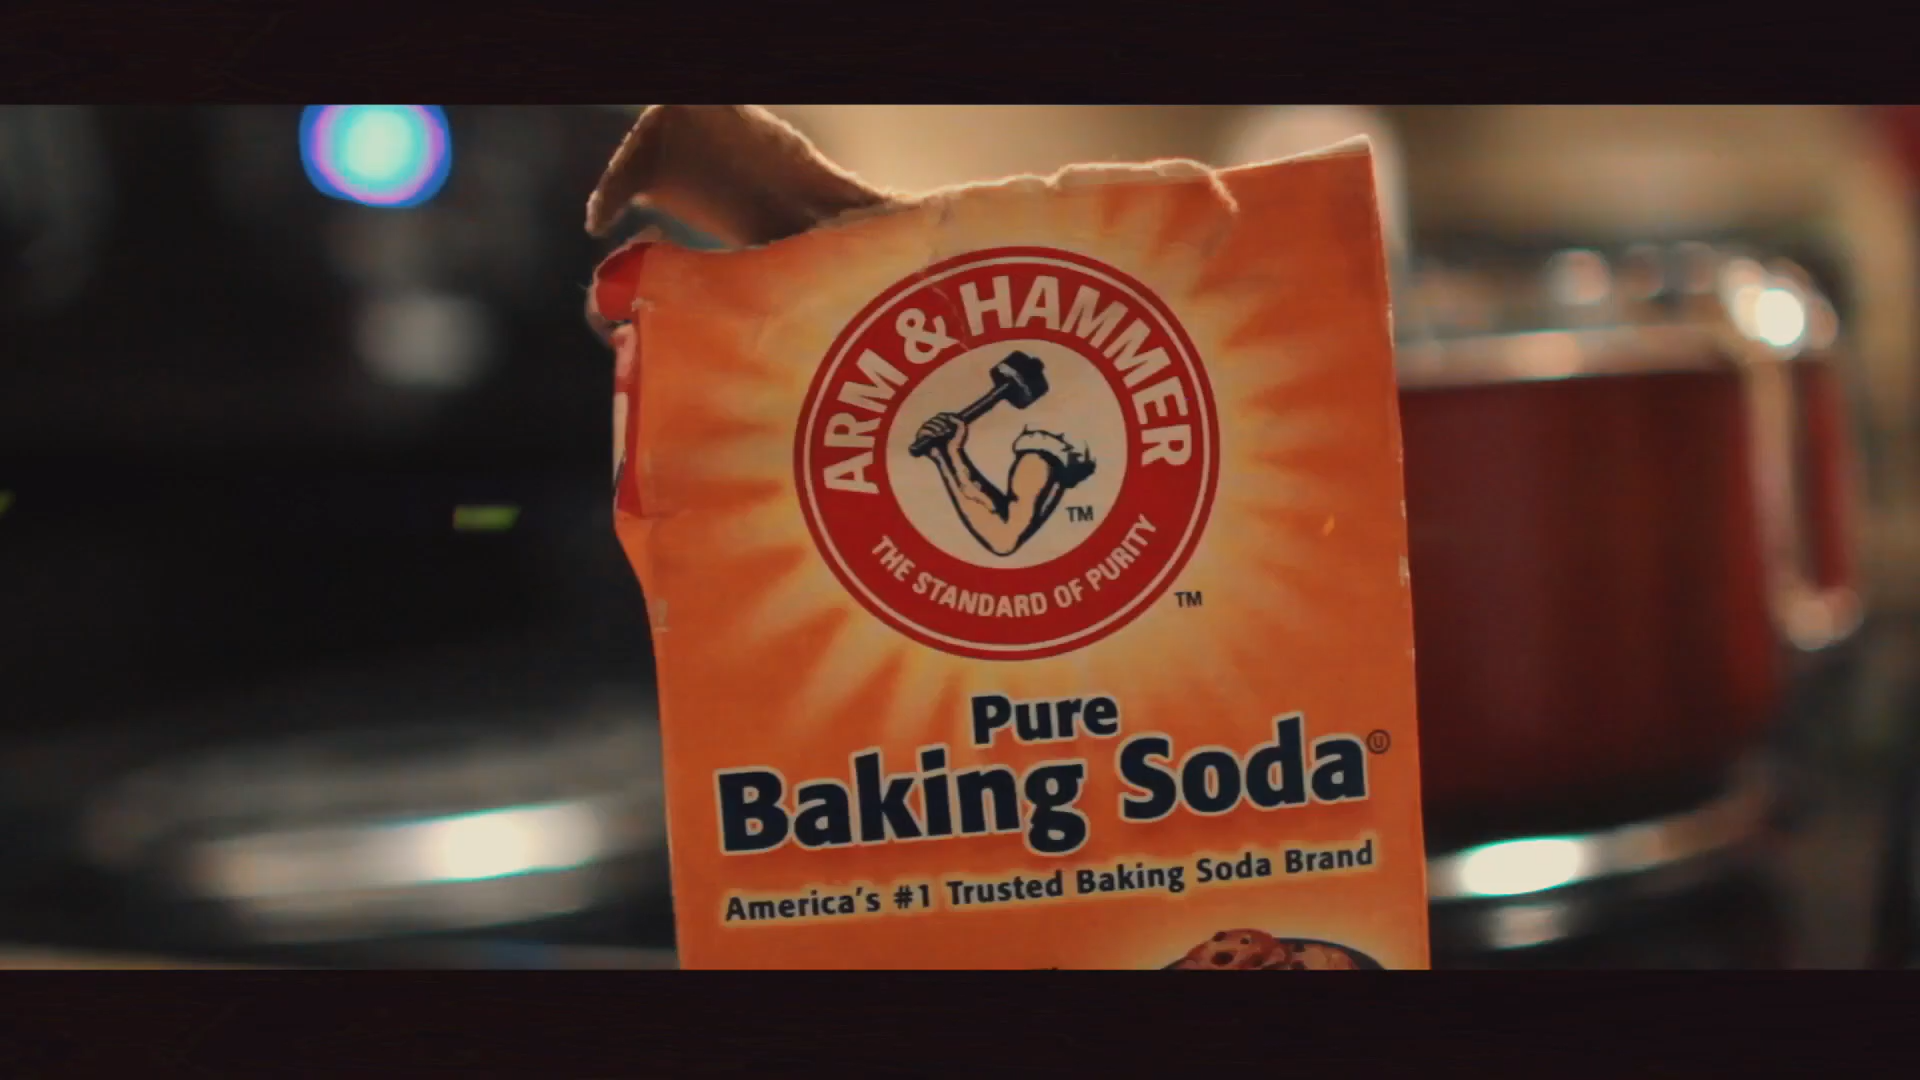 ARM & HAMMER
TM
THE STANDARD OF PURITY
TM
Pure
Baking Soda Ⓤ
America's #1 Trusted Baking Soda Brand